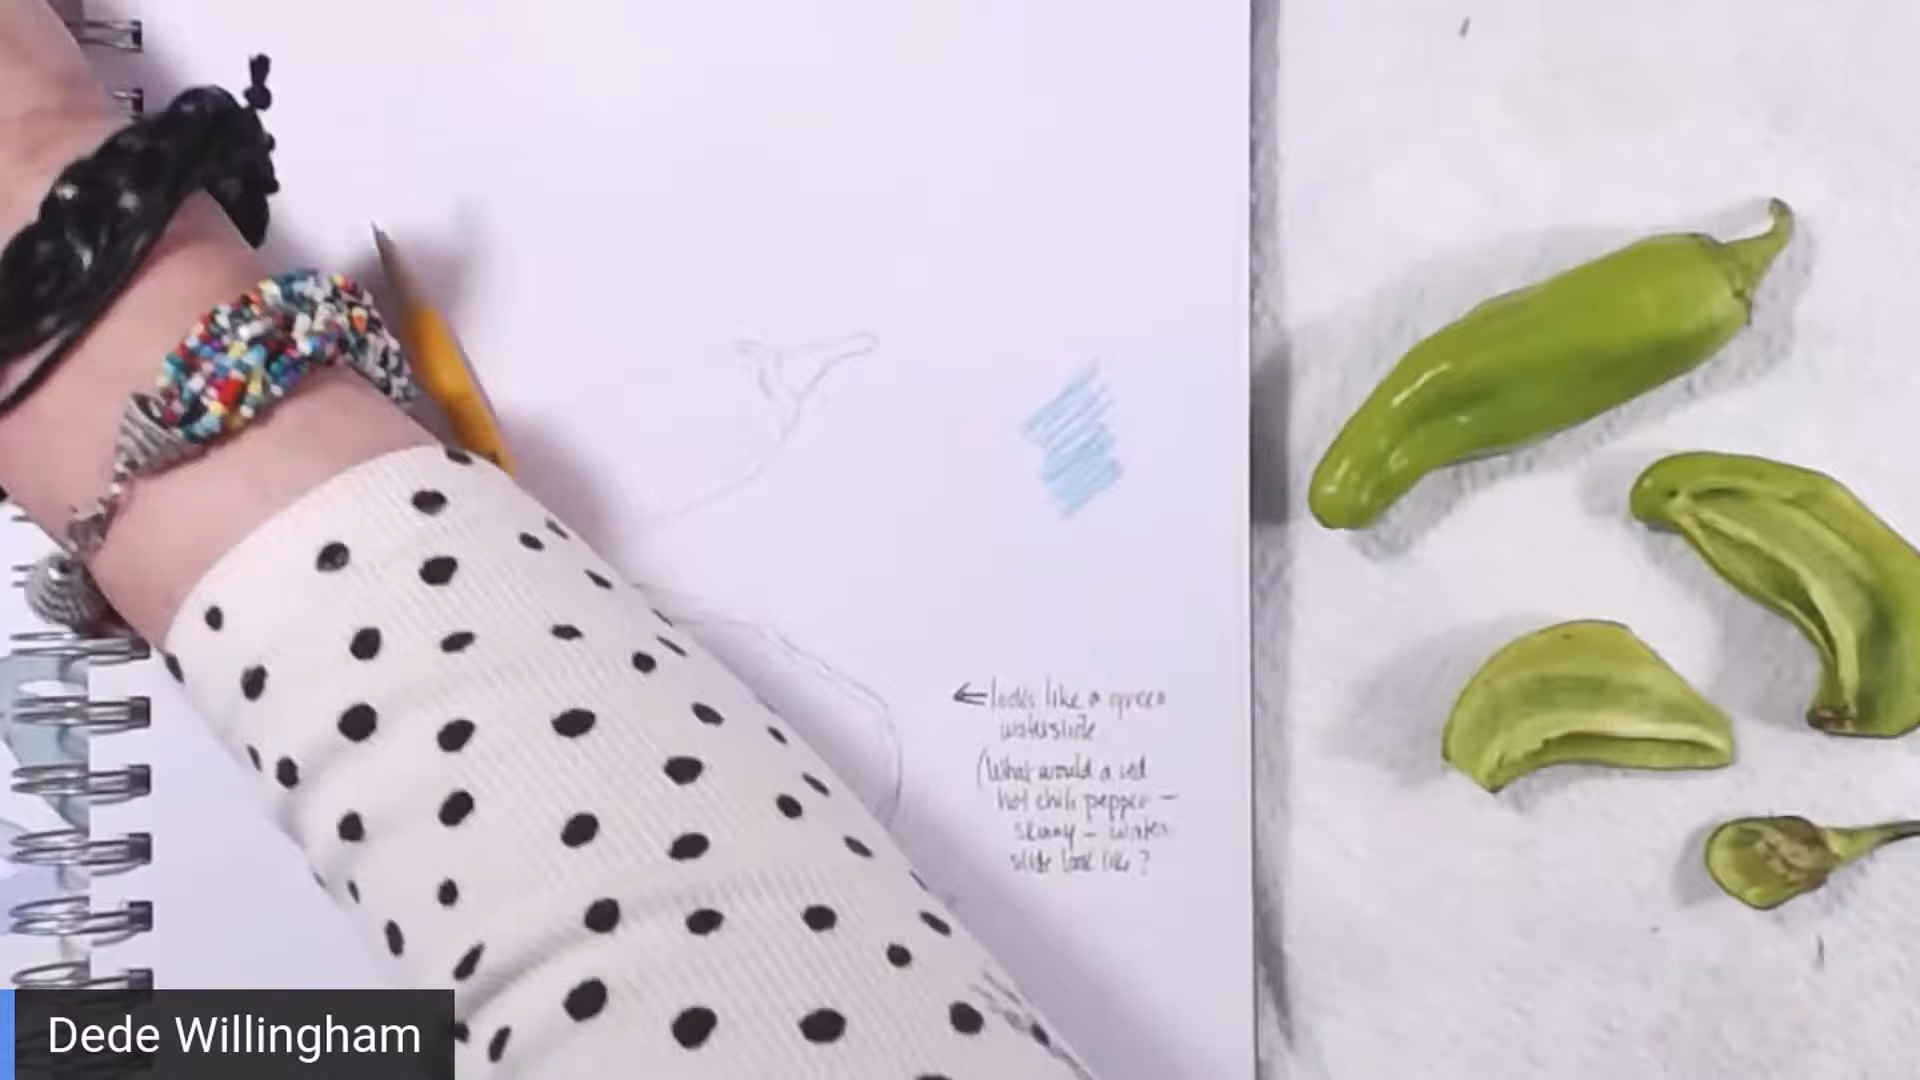 ← looks like a green
waterslide
(What would a red
hot chili pepper –
skinny – water
slide look like?
Dede Willingham